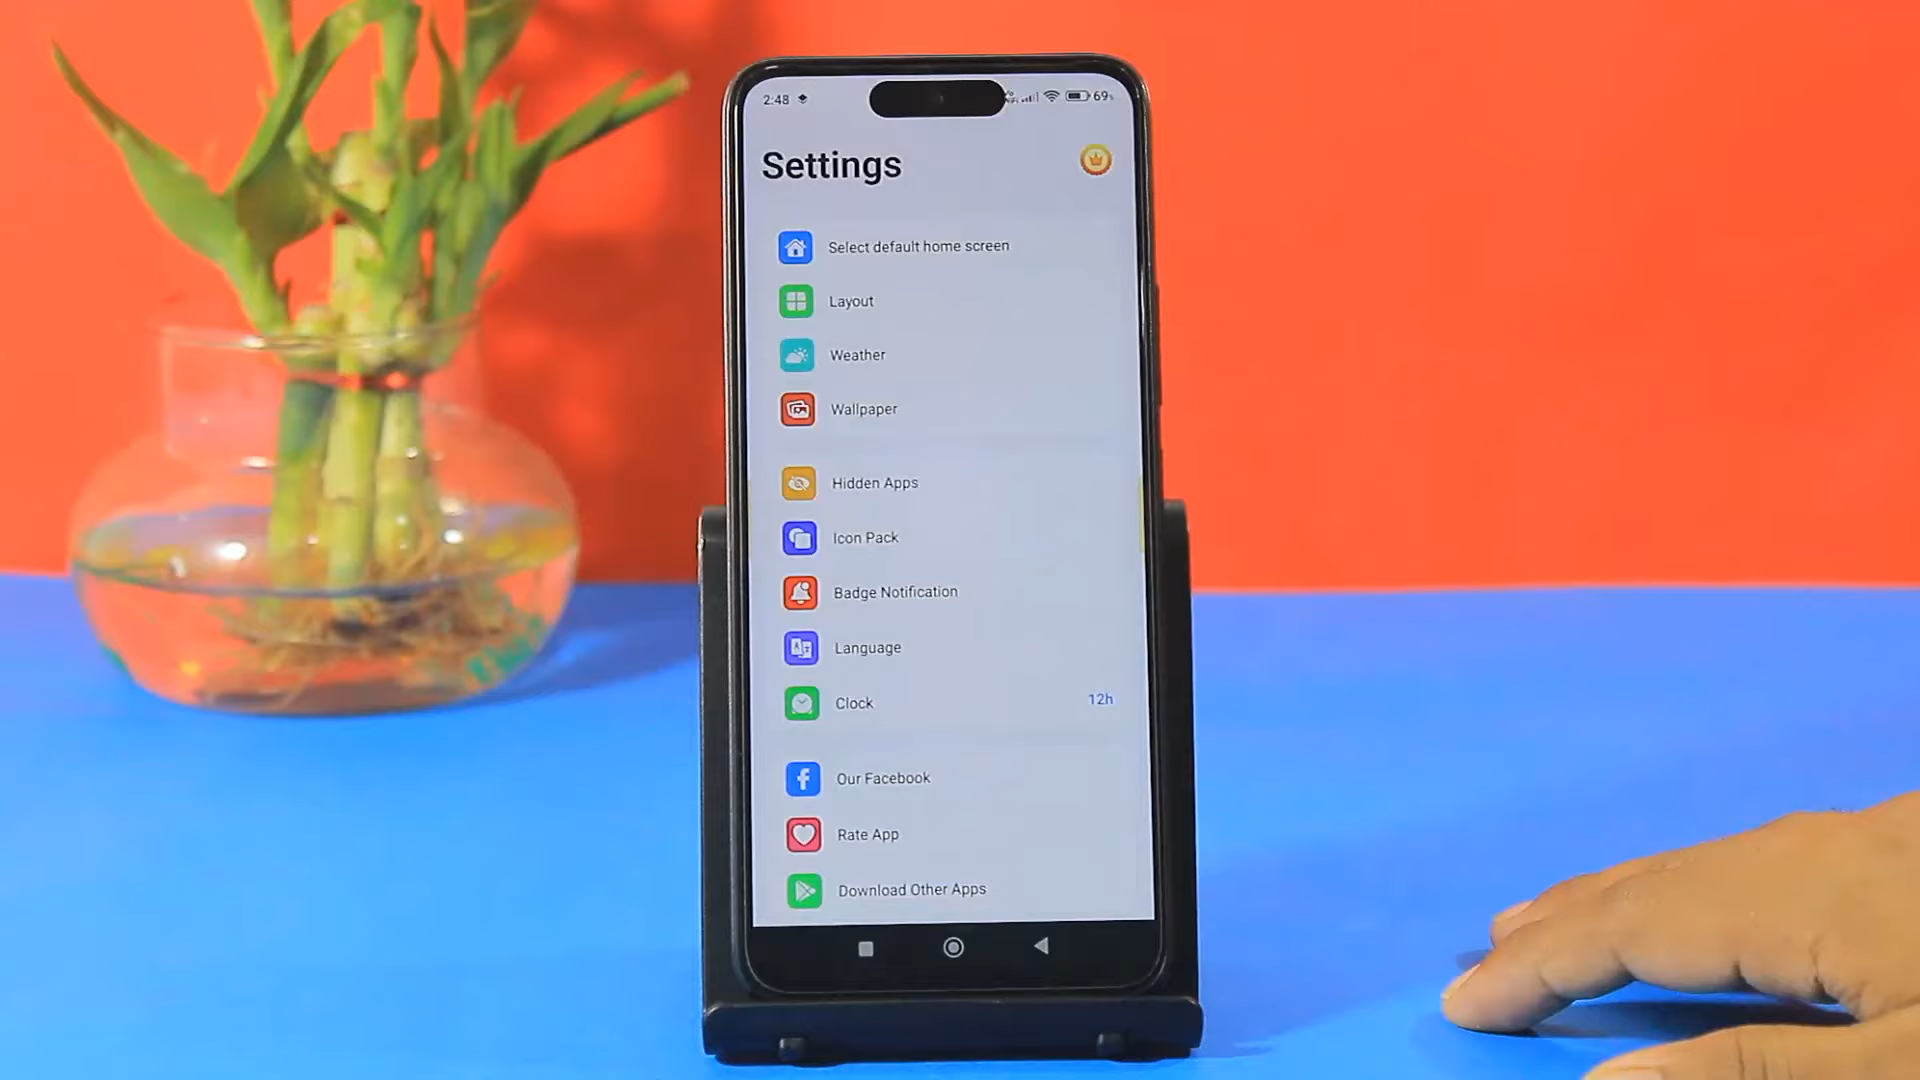 2:48
69
Settings
Select default home screen
Layout
Weather
Wallpaper
Hidden Apps
Icon Pack
Badge Notification
Language
Clock 12h
Our Facebook
Rate App
Download Other Apps